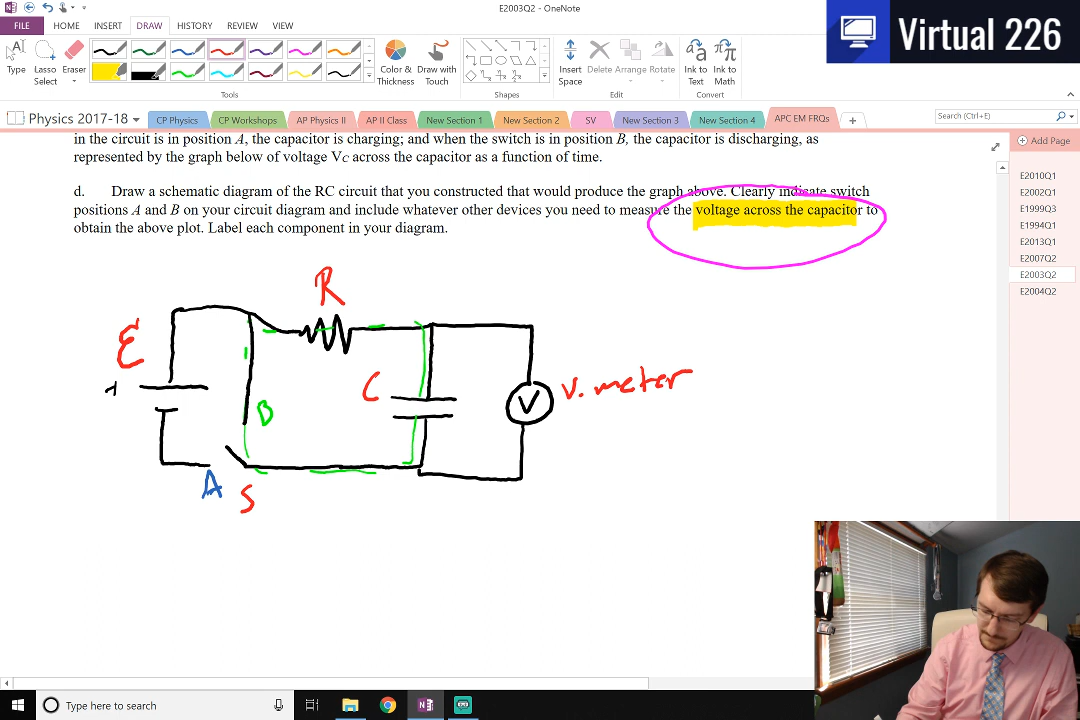 E2003Q2 - OneNote
Virtual 226
FILE HOME INSERT DRAW HISTORY REVIEW VIEW
Type
Lasso Select
Eraser
Color & Thickness
Draw with Touch
Insert Space
Delete
Arrange
Rotate
Ink to Text
Ink to Math
Tools
Shapes
Edit
Convert
Physics 2017-18
CP Physics
CP Workshops
AP Physics II
AP II Class
New Section 1
New Section 2
SV
New Section 3
New Section 4
APC EM FRQs
Search (Ctrl+E)
Add Page
E2010Q1
E2002Q1
E1999Q3
E1994Q1
E2013Q1
E2007Q2
E2003Q2
E2004Q2
in the circuit is in position A, the capacitor is charging; and when the switch is in position B, the capacitor is discharging, as
represented by the graph below of voltage VC across the capacitor as a function of time.
d. Draw a schematic diagram of the RC circuit that you constructed that would produce the graph above. Clearly indicate switch
positions A and B on your circuit diagram and include whatever other devices you need to measure the voltage across the capacitor to
obtain the above plot. Label each component in your diagram.
R
Ɛ
+
C
V
V. meter
B
A
S
Type here to search